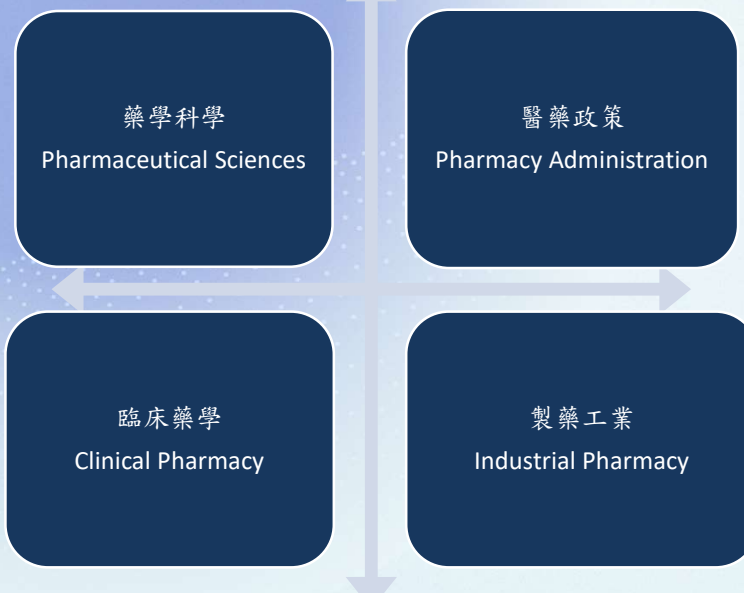 藥學科學
Pharmaceutical Sciences
醫藥政策
Pharmacy Administration
臨床藥學
Clinical Pharmacy
製藥工業
Industrial Pharmacy